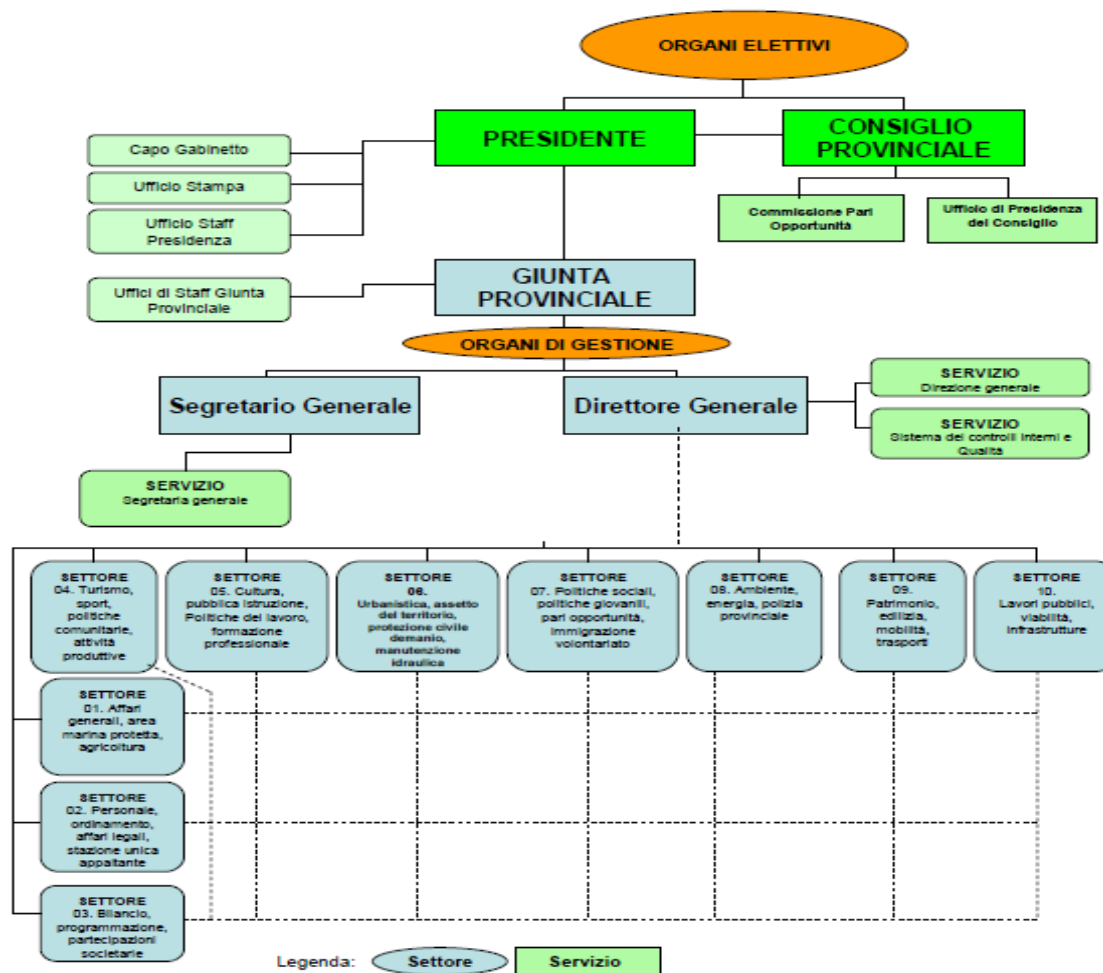 ORGANI ELETTIVI
PRESIDENTE
CONSIGLIO
PROVINCIALE
Capo Gabinetto
Ufficio Stampa
Ufficio Staff
Presidenza
Commissione Pari
Opportunità
Ufficio di Presidenza
del Consiglio
GIUNTA
PROVINCIALE
Uffici di Staff Giunta
Provinciale
ORGANI DI GESTIONE
Segretario Generale
Direttore Generale
SERVIZIO
Direzione generale
SERVIZIO
Sistema dei controlli interni e
Qualità
SERVIZIO
Segretaria generale
SETTORE
04. Turismo,
sport,
politiche
comunitarie,
attività
produttive
SETTORE
05. Cultura,
pubblica istruzione,
Politiche del lavoro,
formazione
professionale
SETTORE
06.
Urbanistica, assetto
del territorio,
protezione civile
demanio,
manutenzione
idraulica
SETTORE
07. Politiche sociali,
politiche giovanili,
pari opportunità,
immigrazione
volontariato
SETTORE
08. Ambiente,
energia, polizia
provinciale
SETTORE
09.
Patrimonio,
edilizia,
mobilità,
trasporti
SETTORE
10.
Lavori pubblici,
viabilità,
infrastrutture
SETTORE
01. Affari
generali, area
marina protetta,
agricoltura
SETTORE
02. Personale,
ordinamento,
affari legali,
stazione unica
appaltante
SETTORE
03. Bilancio,
programmazione,
partecipazioni
societarie
Legenda:
Settore
Servizio